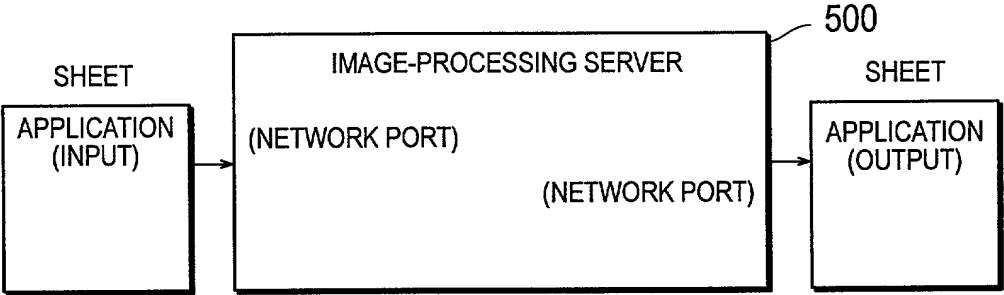 500
IMAGE-PROCESSING SERVER
SHEET
SHEET
APPLICATION
(INPUT)
(NETWORK PORT)
APPLICATION
(OUTPUT)
(NETWORK PORT)